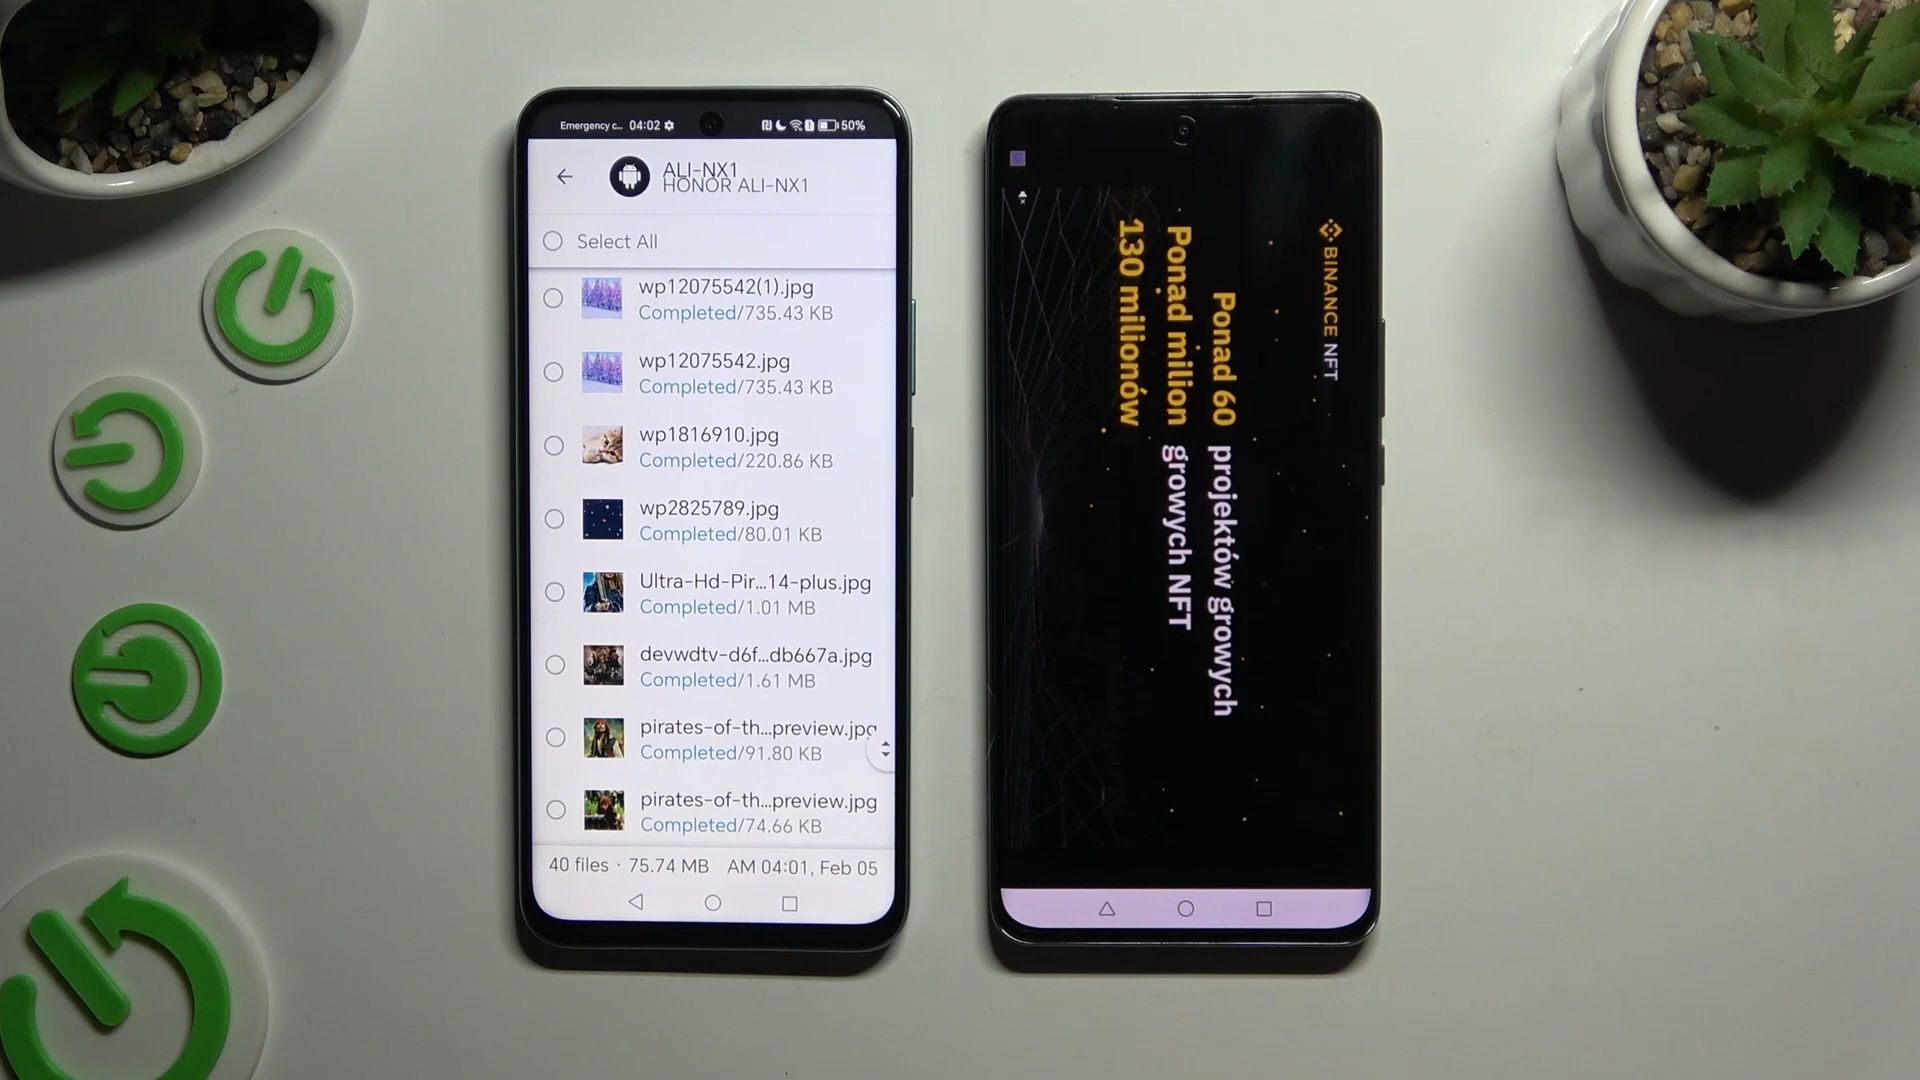 Emergency c... 04:02 50%
ALI-NX1
HONOR ALI-NX1
Select All
wp12075542(1).jpg
Completed/735.43 KB
wp12075542.jpg
Completed/735.43 KB
wp1816910.jpg
Completed/220.86 KB
wp2825789.jpg
Completed/80.01 KB
Ultra-Hd-Pir...14-plus.jpg
Completed/1.01 MB
devwdtv-d6f...db667a.jpg
Completed/1.61 MB
pirates-of-th...preview.jpg
Completed/91.80 KB
pirates-of-th...preview.jpg
Completed/74.66 KB
40 files · 75.74 MB AM 04:01, Feb 05
BINANCE NFT
Ponad 60 projektów growych
Ponad milion growych NFT
130 milionów